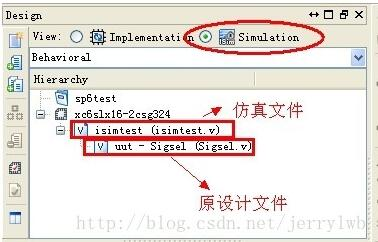 Design
View: Implementation Simulation
Behavioral
Hierarchy
sp6test
xc6slx16-2csg324
仿真文件
V isimtest (isimtest.v)
V uut - Sigsel (Sigsel.v)
原设计文件
http://blog.csdn.net/jerrylwb